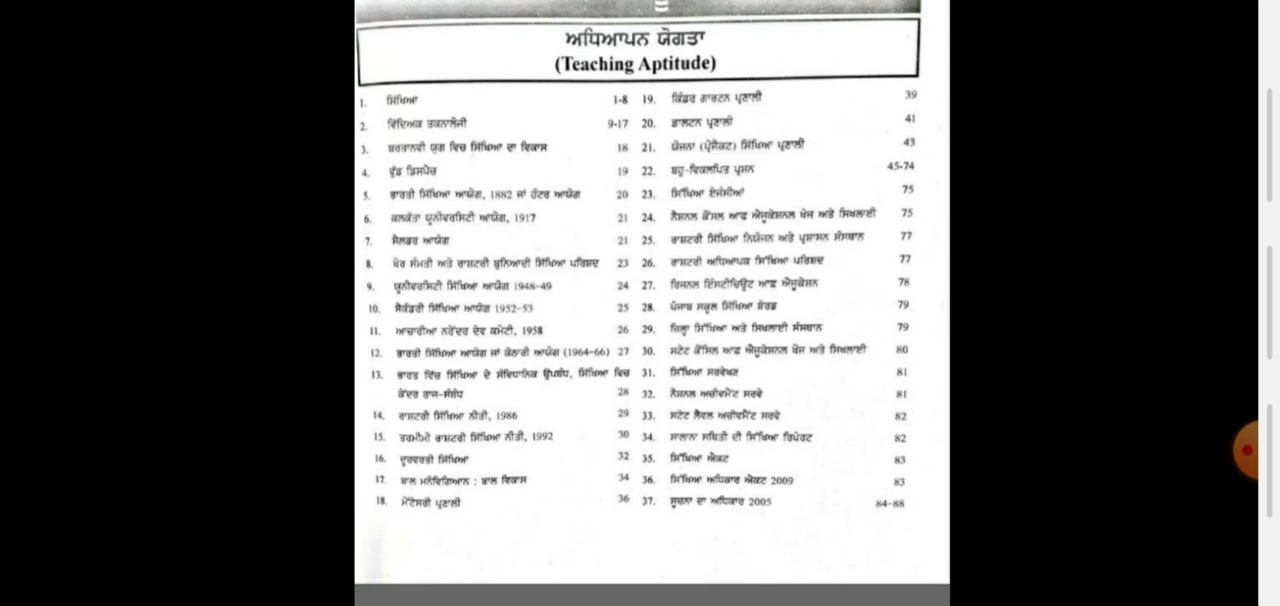 ਅਧਿਆਪਨ ਯੋਗਤਾ
(Teaching Aptitude)
1. ਸਿੱਖਿਆ 1-8
2. ਵਿੱਦਿਅਕ ਤਕਨਾਲੌਜੀ 9-17
3. ਬਰਤਾਨਵੀ ਯੁਗ ਵਿਚ ਸਿੱਖਿਆ ਦਾ ਵਿਕਾਸ 18
4. ਵੁੱਡ ਡਿਸਪੈਚ 19
5. ਭਾਰਤੀ ਸਿੱਖਿਆ ਆਯੋਗ, 1882 ਜਾਂ ਹੰਟਰ ਆਯੋਗ 20
6. ਕਲਕੱਤਾ ਯੂਨੀਵਰਸਿਟੀ ਆਯੋਗ, 1917 21
7. ਸੈਲਡਰ ਆਯੋਗ 21
8. ਖੇਰ ਸੰਮਤੀ ਅਤੇ ਰਾਸ਼ਟਰੀ ਬੁਨਿਆਦੀ ਸਿੱਖਿਆ ਪਰਿਸ਼ਦ 23
9. ਯੂਨੀਵਰਸਿਟੀ ਸਿੱਖਿਆ ਆਯੋਗ 1948-49 24
10. ਸੈਕੰਡਰੀ ਸਿੱਖਿਆ ਆਯੋਗ 1952-53 25
11. ਆਚਾਰੀਆ ਨਰੇਂਦਰ ਦੇਵ ਕਮੇਟੀ, 1958 26
12. ਭਾਰਤੀ ਸਿੱਖਿਆ ਆਯੋਗ ਜਾਂ ਕੋਠਾਰੀ ਆਯੋਗ (1964-66) 27
13. ਭਾਰਤ ਵਿੱਚ ਸਿੱਖਿਆ ਦੇ ਸੰਵਿਧਾਨਿਕ ਉਪਬੰਧ, ਸਿੱਖਿਆ ਵਿਚ
ਕੇਂਦਰ ਰਾਜ-ਸੰਬੰਧ 28
14. ਰਾਸ਼ਟਰੀ ਸਿੱਖਿਆ ਨੀਤੀ, 1986 29
15. ਤਰਮੀਮੀ ਰਾਸ਼ਟਰੀ ਸਿੱਖਿਆ ਨੀਤੀ, 1992 30
16. ਦੂਰਵਰਤੀ ਸਿੱਖਿਆ 32
17. ਬਾਲ ਮਨੋਵਿਗਿਆਨ : ਬਾਲ ਵਿਕਾਸ 34
18. ਮੌਂਟੇਸਰੀ ਪ੍ਰਣਾਲੀ 36
19. ਕਿੰਡਰ ਗਾਰਟਨ ਪ੍ਰਣਾਲੀ 39
20. ਡਾਲਟਨ ਪ੍ਰਣਾਲੀ 41
21. ਯੋਜਨਾ (ਪ੍ਰੋਜੈਕਟ) ਸਿੱਖਿਆ ਪ੍ਰਣਾਲੀ 43
22. ਬਹੁ-ਵਿਕਲਪਿਤ ਪ੍ਰਸ਼ਨ 45-74
23. ਸਿੱਖਿਆ ਏਜੰਸੀਆਂ 75
24. ਨੈਸ਼ਨਲ ਕੌਂਸਲ ਆਫ ਐਜੂਕੇਸ਼ਨਲ ਖੋਜ ਅਤੇ ਸਿਖਲਾਈ 75
25. ਰਾਸ਼ਟਰੀ ਸਿੱਖਿਆ ਨਿਯੋਜਨ ਅਤੇ ਪ੍ਰਸ਼ਾਸਨ ਸੰਸਥਾਨ 77
26. ਰਾਸ਼ਟਰੀ ਅਧਿਆਪਕ ਸਿੱਖਿਆ ਪਰਿਸ਼ਦ 77
27. ਰਿਜਨਲ ਇੰਸਟੀਚਿਊਟ ਆਫ ਐਜੂਕੇਸ਼ਨ 78
28. ਪੰਜਾਬ ਸਕੂਲ ਸਿੱਖਿਆ ਬੋਰਡ 79
29. ਜ਼ਿਲ੍ਹਾ ਸਿੱਖਿਆ ਅਤੇ ਸਿਖਲਾਈ ਸੰਸਥਾਨ 79
30. ਸਟੇਟ ਕੌਂਸਿਲ ਆਫ ਐਜੂਕੇਸ਼ਨਲ ਖੋਜ ਅਤੇ ਸਿਖਲਾਈ 80
31. ਸਿੱਖਿਆ ਸਰਵੇਖਣ 81
32. ਨੈਸ਼ਨਲ ਅਚੀਵਮੈਂਟ ਸਰਵੇ 81
33. ਸਟੇਟ ਲੈਵਲ ਅਚੀਵਮੈਂਟ ਸਰਵੇ 82
34. ਸਾਲਾਨਾ ਸਥਿਤੀ ਦੀ ਸਿੱਖਿਆ ਰਿਪੋਰਟ 82
35. ਸਿੱਖਿਆ ਐਕਟ 83
36. ਸਿੱਖਿਆ ਅਧਿਕਾਰ ਐਕਟ 2009 83
37. ਸੂਚਨਾ ਦਾ ਅਧਿਕਾਰ 2005 84-88